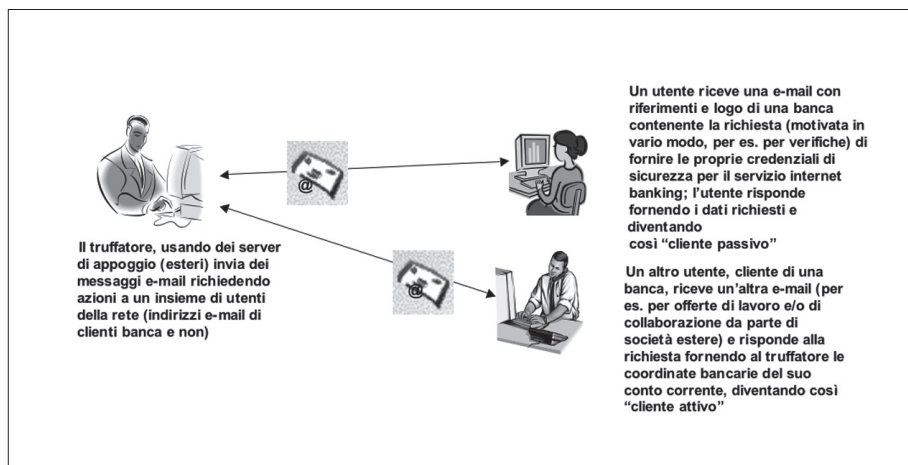 Un utente riceve una e-mail con
riferimenti e logo di una banca
contenente la richiesta (motivata in
vario modo, per es. per verifiche) di
fornire le proprie credenziali di
sicurezza per il servizio internet
banking; l'utente risponde
fornendo i dati richiesti e
diventando
così “cliente passivo”
@
Il truffatore, usando dei server
di appoggio (esteri) invia dei
messaggi e-mail richiedendo
azioni a un insieme di utenti
della rete (indirizzi e-mail di
clienti banca e non)
@
Un altro utente, cliente di una
banca, riceve un'altra e-mail (per
es. per offerte di lavoro e/o di
collaborazione da parte di
società estere) e risponde alla
richiesta fornendo al truffatore le
coordinate bancarie del suo
conto corrente, diventando così
“cliente attivo”